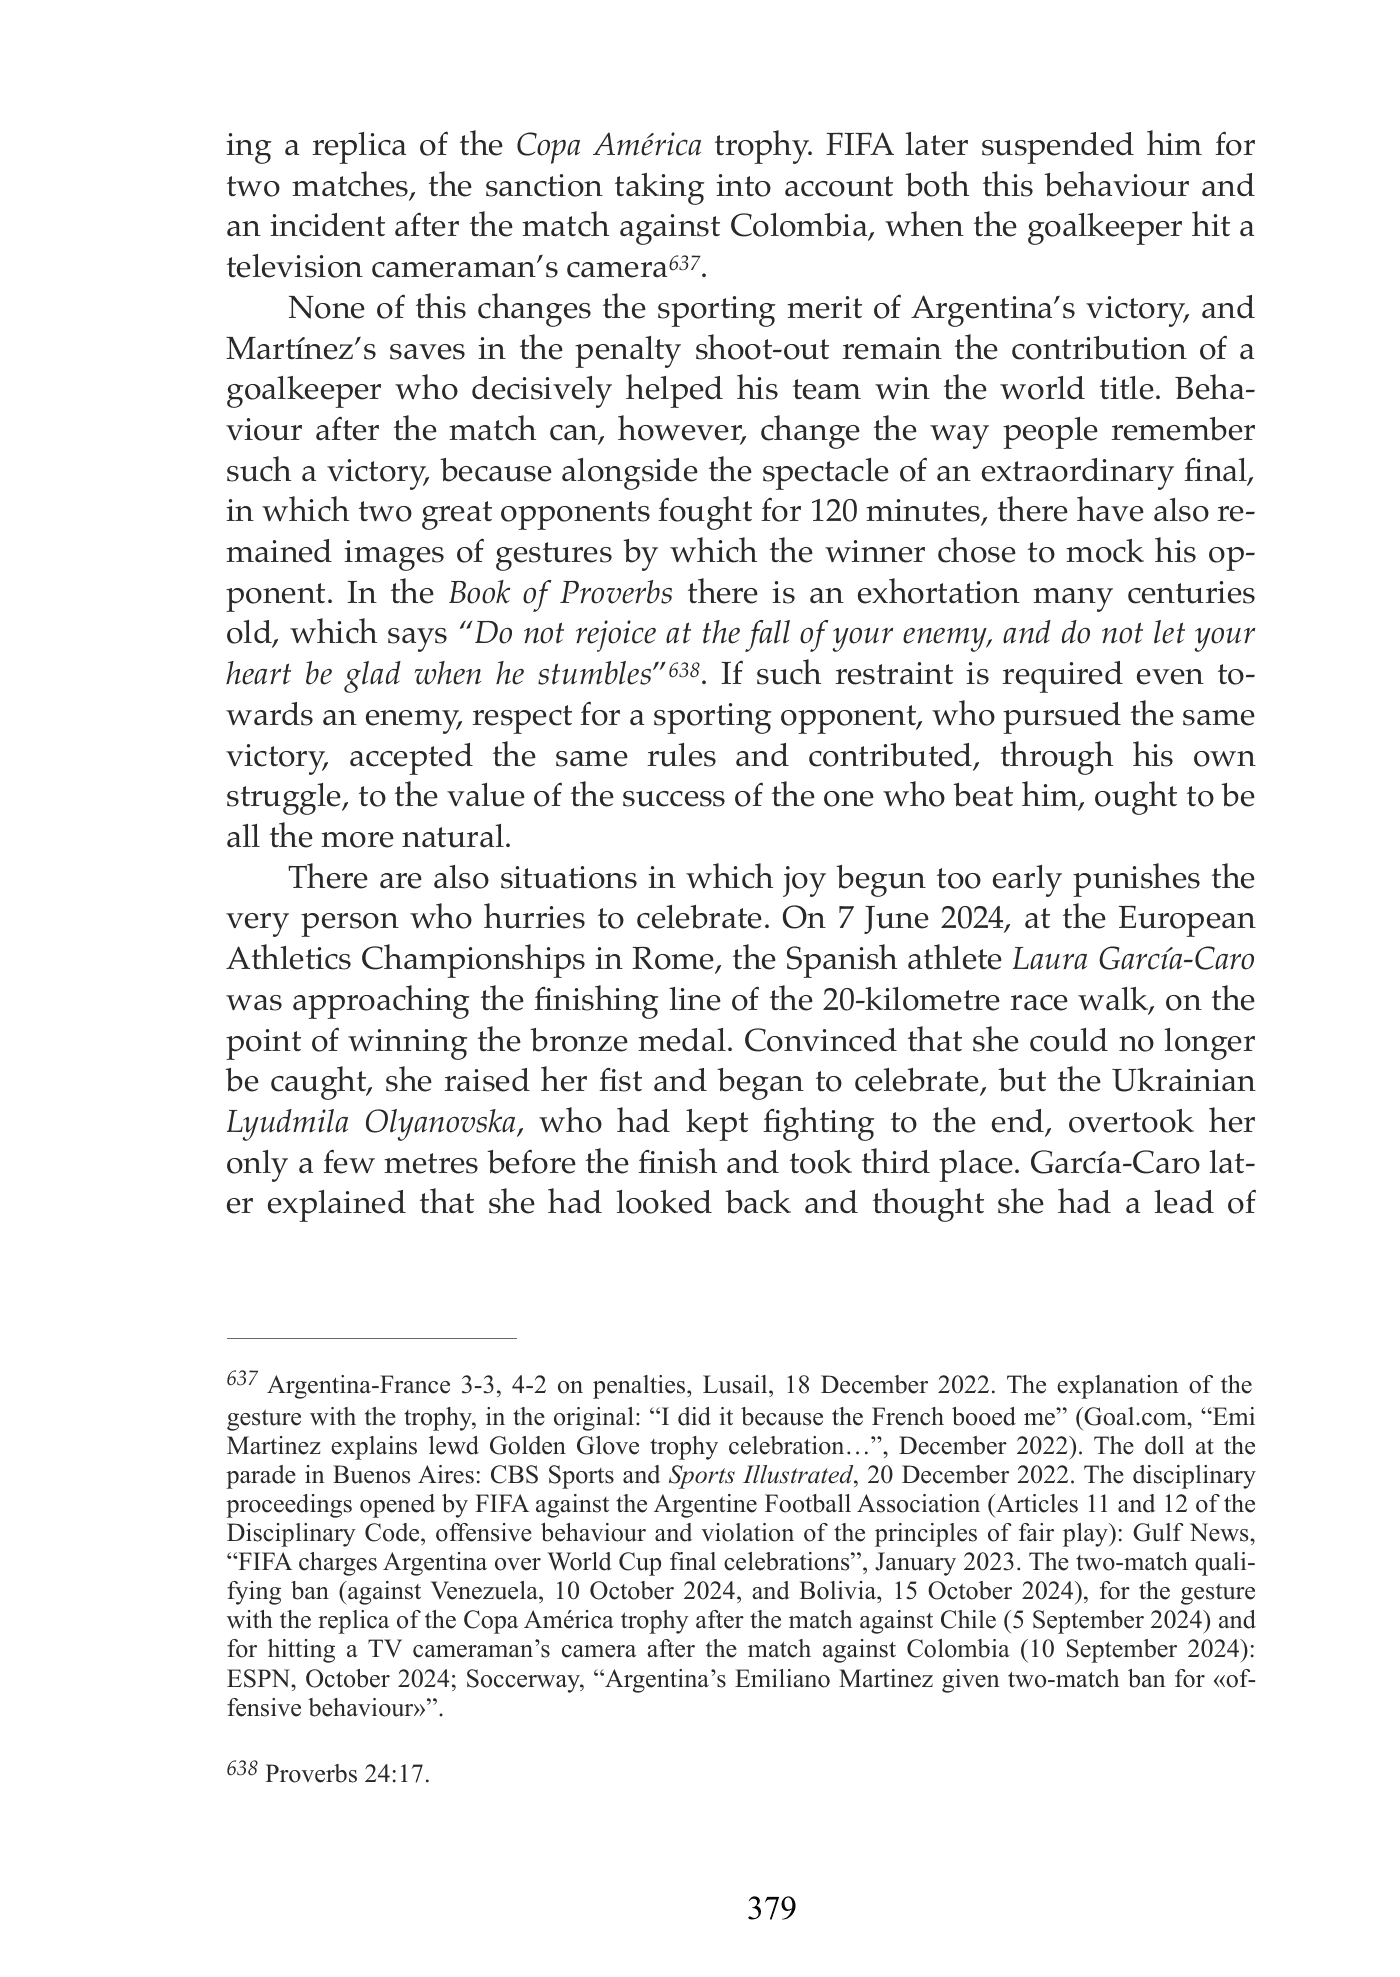 ing a replica of the Copa América trophy. FIFA later suspended him for
two matches, the sanction taking into account both this behaviour and
an incident after the match against Colombia, when the goalkeeper hit a
television cameraman’s camera637.
None of this changes the sporting merit of Argentina’s victory, and
Martínez’s saves in the penalty shoot-out remain the contribution of a
goalkeeper who decisively helped his team win the world title. Beha-
viour after the match can, however, change the way people remember
such a victory, because alongside the spectacle of an extraordinary final,
in which two great opponents fought for 120 minutes, there have also re-
mained images of gestures by which the winner chose to mock his op-
ponent. In the Book of Proverbs there is an exhortation many centuries
old, which says “Do not rejoice at the fall of your enemy, and do not let your
heart be glad when he stumbles”638. If such restraint is required even to-
wards an enemy, respect for a sporting opponent, who pursued the same
victory, accepted the same rules and contributed, through his own
struggle, to the value of the success of the one who beat him, ought to be
all the more natural.
There are also situations in which joy begun too early punishes the
very person who hurries to celebrate. On 7 June 2024, at the European
Athletics Championships in Rome, the Spanish athlete Laura García-Caro
was approaching the finishing line of the 20-kilometre race walk, on the
point of winning the bronze medal. Convinced that she could no longer
be caught, she raised her fist and began to celebrate, but the Ukrainian
Lyudmila Olyanovska, who had kept fighting to the end, overtook her
only a few metres before the finish and took third place. García-Caro lat-
er explained that she had looked back and thought she had a lead of
637 Argentina-France 3-3, 4-2 on penalties, Lusail, 18 December 2022. The explanation of the
gesture with the trophy, in the original: “I did it because the French booed me” (Goal.com, “Emi
Martinez explains lewd Golden Glove trophy celebration…”, December 2022). The doll at the
parade in Buenos Aires: CBS Sports and Sports Illustrated, 20 December 2022. The disciplinary
proceedings opened by FIFA against the Argentine Football Association (Articles 11 and 12 of the
Disciplinary Code, offensive behaviour and violation of the principles of fair play): Gulf News,
“FIFA charges Argentina over World Cup final celebrations”, January 2023. The two-match quali-
fying ban (against Venezuela, 10 October 2024, and Bolivia, 15 October 2024), for the gesture
with the replica of the Copa América trophy after the match against Chile (5 September 2024) and
for hitting a TV cameraman’s camera after the match against Colombia (10 September 2024):
ESPN, October 2024; Soccerway, “Argentina’s Emiliano Martinez given two-match ban for «of-
fensive behaviour»”.
638 Proverbs 24:17.
379